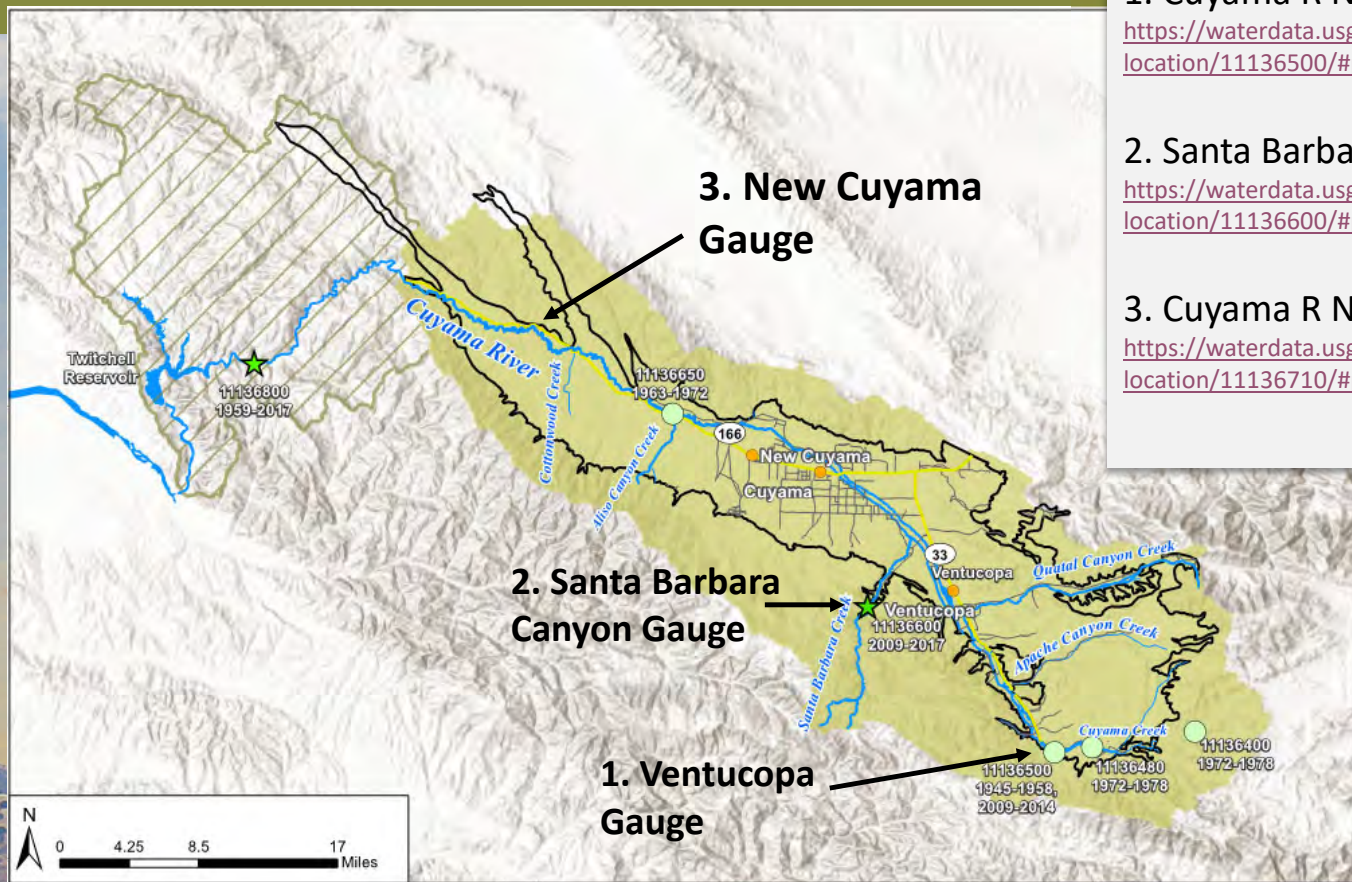 1. Cuyama R N
https://waterdata.usg
location/11136500/#
2. Santa Barba
https://waterdata.usg
location/11136600/#
3. Cuyama R N
https://waterdata.usg
location/11136710/#
3. New Cuyama
Gauge
Cuyama River
Twitchell
Reservoir
11136800
1959-2017
11136650
1963-1972
Cottonwood Creek
Aliso Canyon Creek
166
New Cuyama
Cuyama
33
Ventucopa
Quatal Canyon Creek
2. Santa Barbara
Canyon Gauge
Ventucopa
11136600
2009-2017
Santa Barbara Creek
Apache Canyon Creek
Cuyama Creek
1. Ventucopa
Gauge
11136500
1945-1958,
2009-2014
11136480
1972-1978
11136400
1972-1978
N
0 4.25 8.5 17
Miles